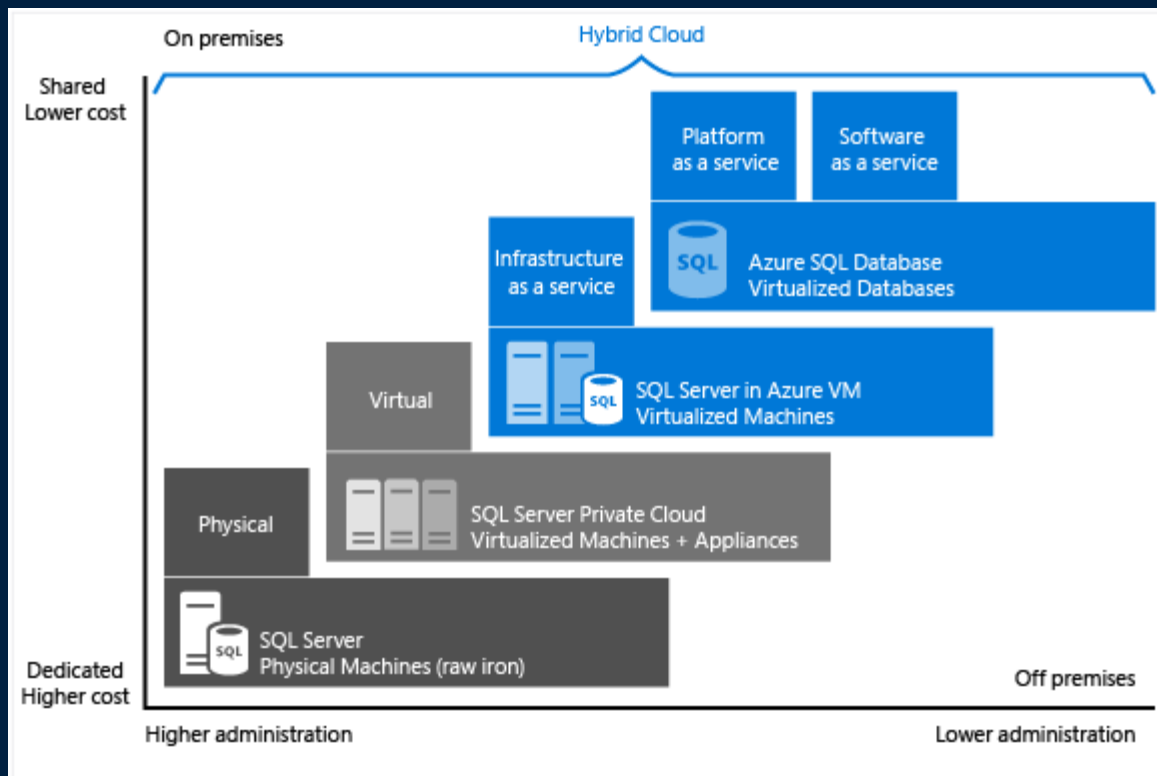 On premises
Hybrid Cloud
Shared
Lower cost
Platform
as a service
Software
as a service
Infrastructure
as a service
SQL
Azure SQL Database
Virtualized Databases
Virtual
SQL
SQL Server in Azure VM
Virtualized Machines
Physical
SQL Server Private Cloud
Virtualized Machines + Appliances
SQL
SQL Server
Physical Machines (raw iron)
Dedicated
Higher cost
Off premises
Higher administration
Lower administration